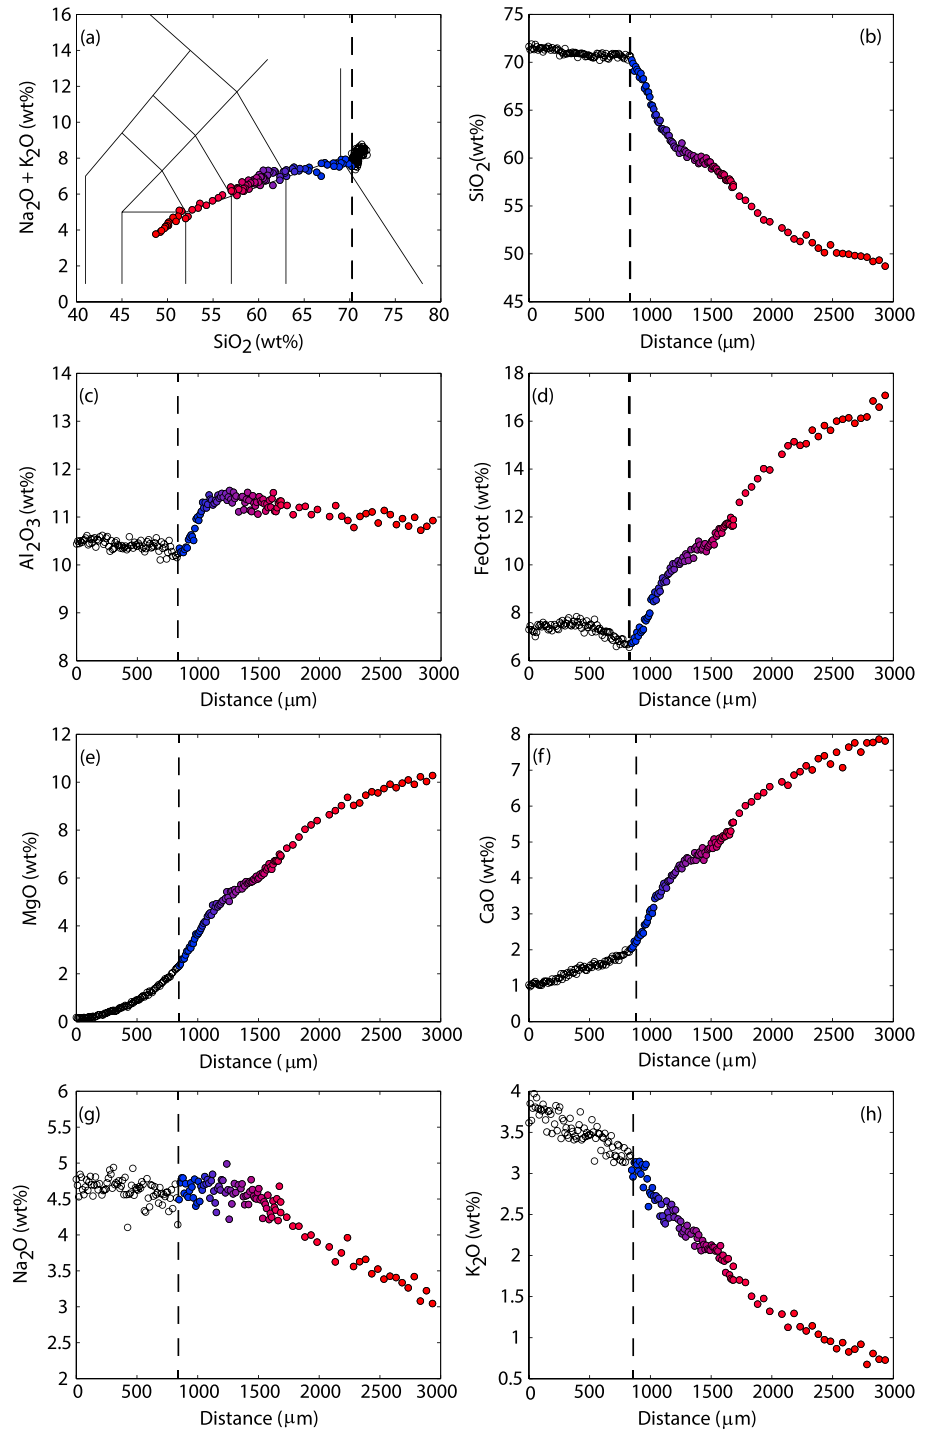 (a)
Na2O + K2O (wt%)
16
14
12
10
8
6
4
2
0
40 45 50 55 60 65 70 75 80
SiO2 (wt%)
(b)
SiO2(wt%)
75
70
65
60
55
50
45
0 500 1000 1500 2000 2500 3000
Distance (μm)
(c)
Al2O3 (wt%)
14
13
12
11
10
9
8
0 500 1000 1500 2000 2500 3000
Distance (μm)
(d)
FeOtot (wt%)
18
16
14
12
10
8
6
0 500 1000 1500 2000 2500 3000
Distance (μm)
(e)
MgO (wt%)
12
10
8
6
4
2
0
0 500 1000 1500 2000 2500 3000
Distance (μm)
(f)
CaO (wt%)
8
7
6
5
4
3
2
1
0
0 500 1000 1500 2000 2500 3000
Distance (μm)
(g)
Na2O (wt%)
6
5.5
5
4.5
4
3.5
3
2.5
2
0 500 1000 1500 2000 2500 3000
Distance (μm)
(h)
K2O (wt%)
4
3.5
3
2.5
2
1.5
1
0.5
0 500 1000 1500 2000 2500 3000
Distance (μm)